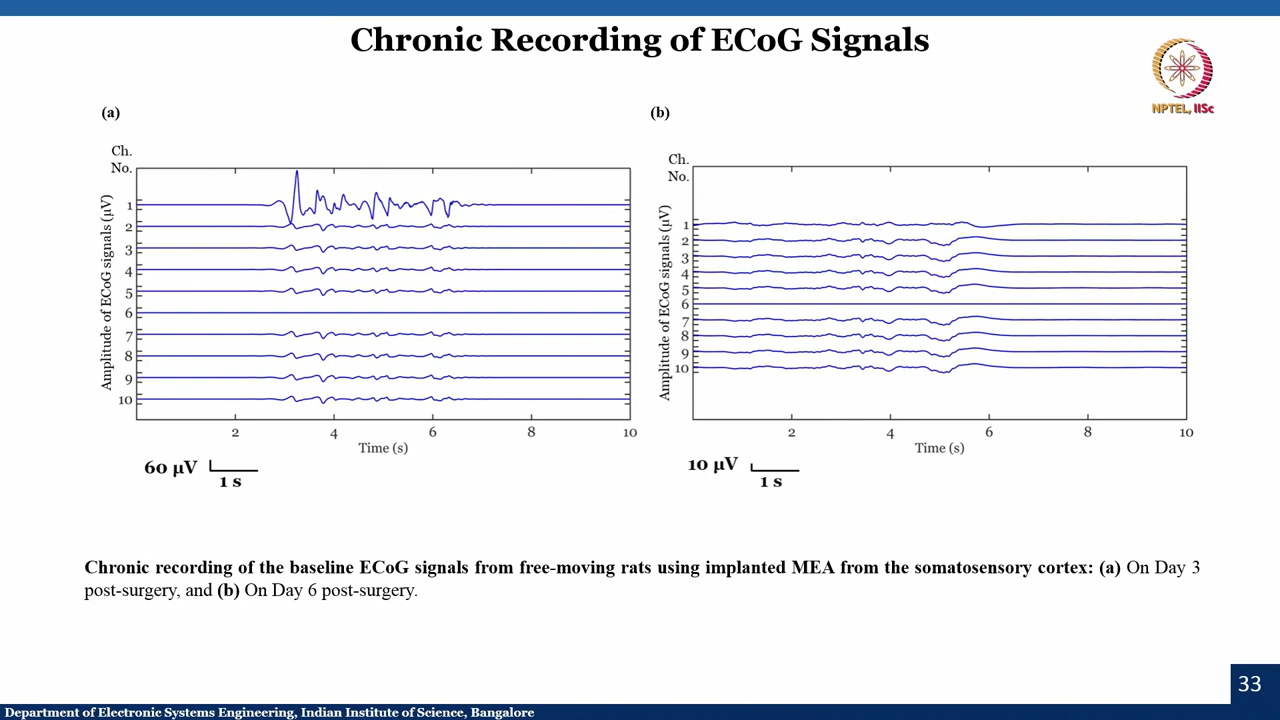 Chronic Recording of ECoG Signals
NPTEL, IISc
(a)
Ch.
No.
Amplitude of ECoG signals (µV)
1
2
3
4
5
6
7
8
9
10
2 4 6 8 10
Time (s)
60 µV
1 s
(b)
Ch.
No.
Amplitude of ECoG signals (µV)
1
2
3
4
5
6
7
8
9
10
2 4 6 8 10
Time (s)
10 µV
1 s
Chronic recording of the baseline ECoG signals from free-moving rats using implanted MEA from the somatosensory cortex: (a) On Day 3
post-surgery, and (b) On Day 6 post-surgery.
33
Department of Electronic Systems Engineering, Indian Institute of Science, Bangalore